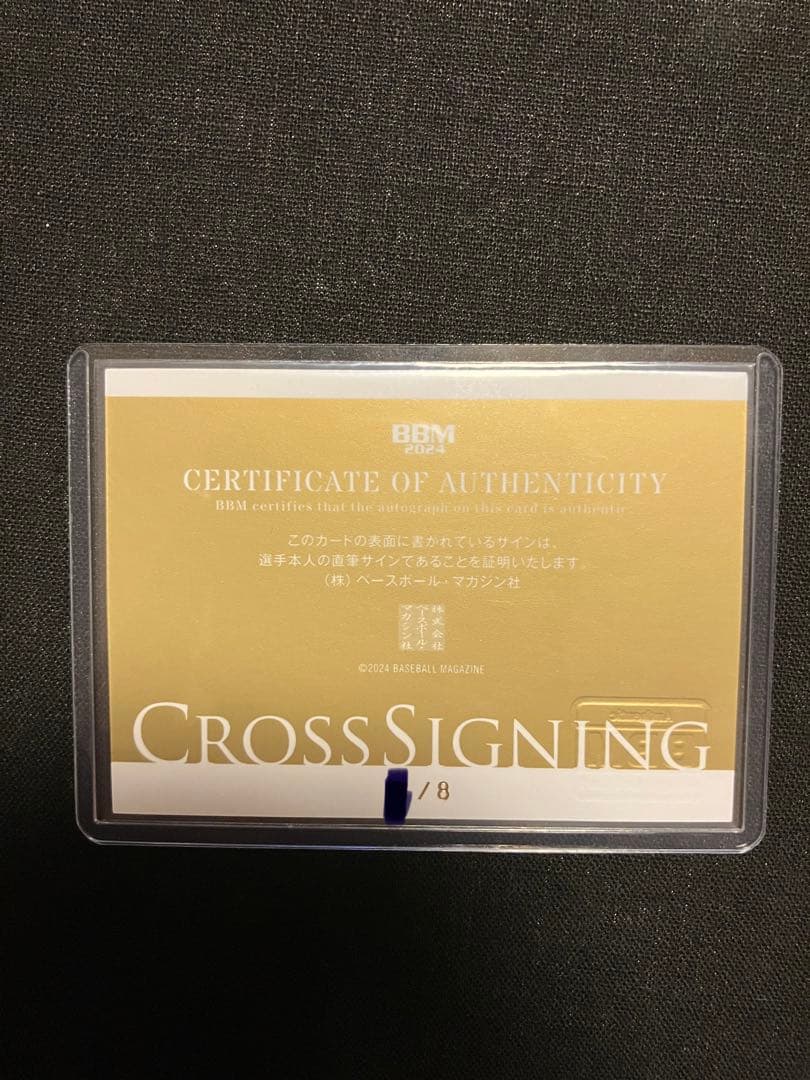 BBM
2024
CERTIFICATE OF AUTHENTICITY
BBM certifies that the autograph on this card is authentic
このカードの表面に書かれているサインは、
選手本人の直筆サインであることを証明いたします。
(株) ベースボール・マガジン社
株式会社
ベースボール・
マガジン社
©2024 BASEBALL MAGAZINE
CROSSSIGNING
/ 8